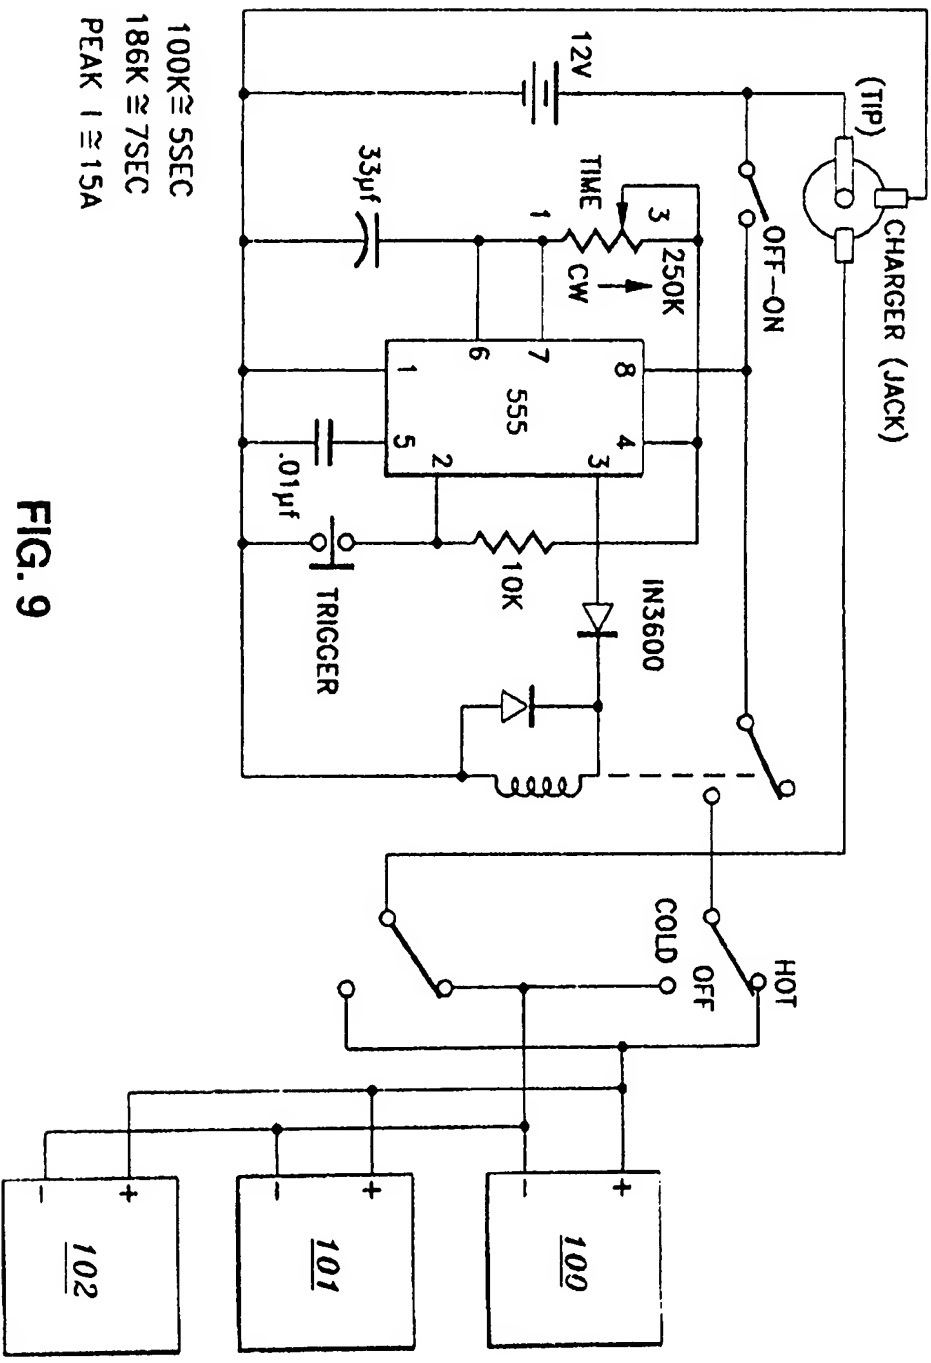 (TIP)
CHARGER (JACK)
12V
OFF-ON
TIME
3
250K
1
CW
33µf
6
7
8
1
555
4
5
2
3
.01µf
10K
IN3600
TRIGGER
HOT
OFF
COLD
+
-
100
+
-
101
+
-
102
100K≅5SEC
186K≅7SEC
PEAK I≅15A
FIG. 9